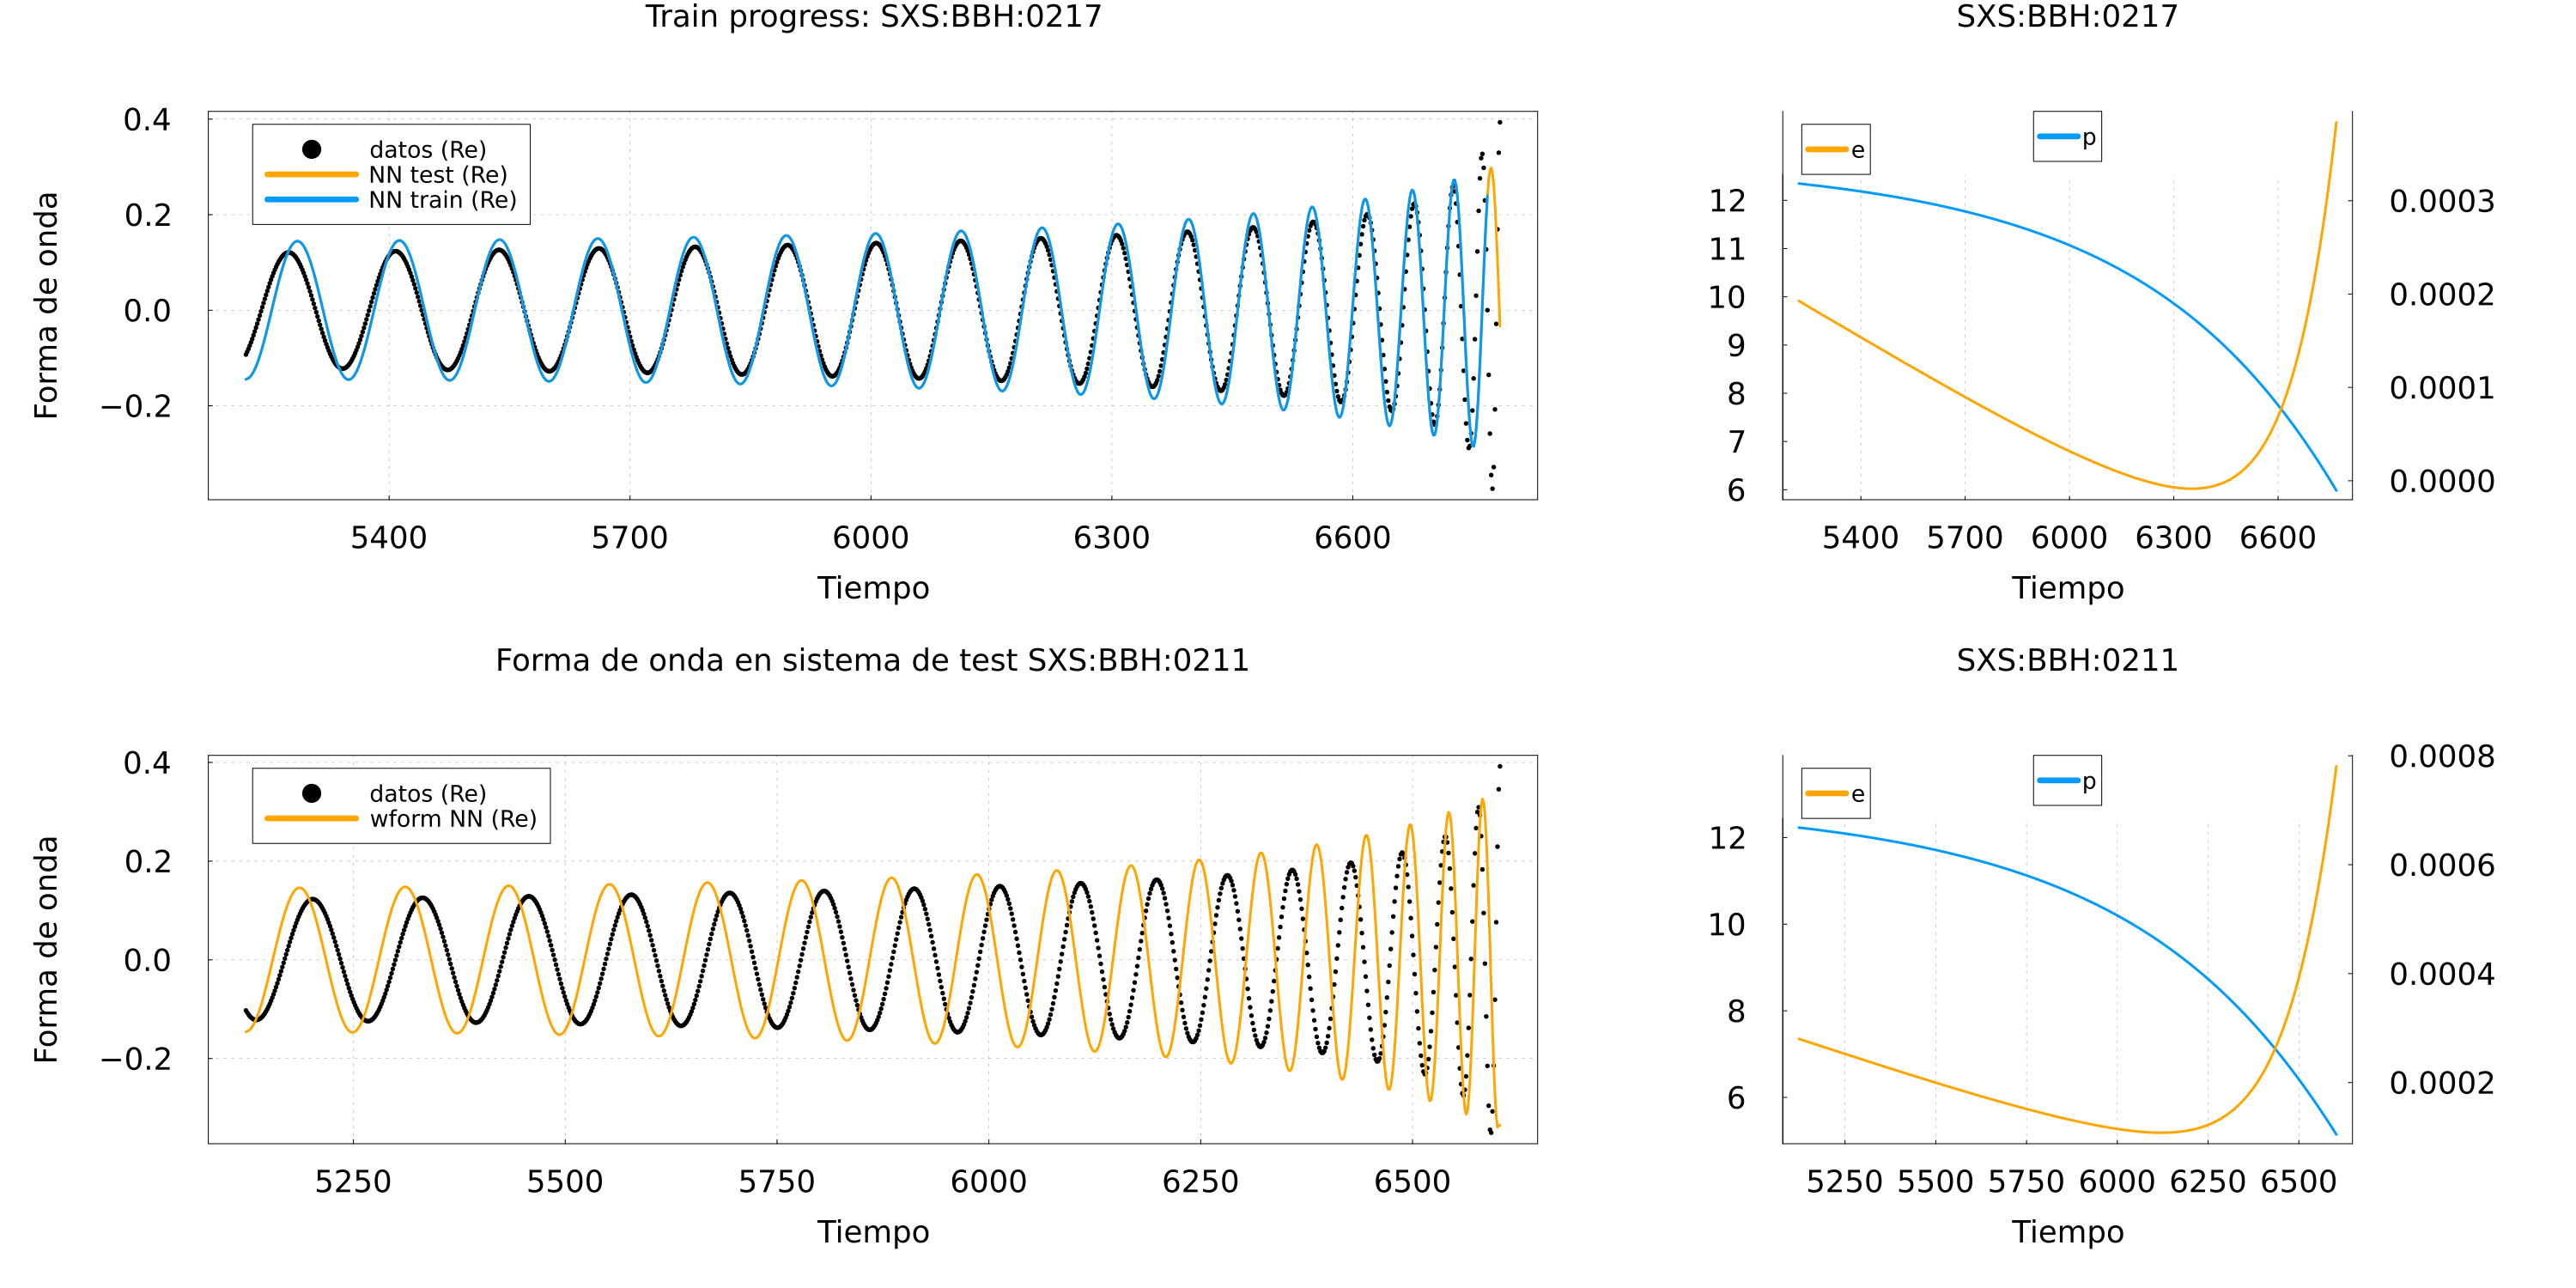 Train progress: SXS:BBH:0217
Forma de onda
0.4
0.2
0.0
−0.2
datos (Re)
NN test (Re)
NN train (Re)
5400 5700 6000 6300 6600
Tiempo
SXS:BBH:0217
e
p
12
11
10
9
8
7
6
0.0003
0.0002
0.0001
0.0000
5400 5700 6000 6300 6600
Tiempo
Forma de onda en sistema de test SXS:BBH:0211
Forma de onda
0.4
0.2
0.0
−0.2
datos (Re)
wform NN (Re)
5250 5500 5750 6000 6250 6500
Tiempo
SXS:BBH:0211
e
p
12
10
8
6
0.0008
0.0006
0.0004
0.0002
5250 5500 5750 6000 6250 6500
Tiempo